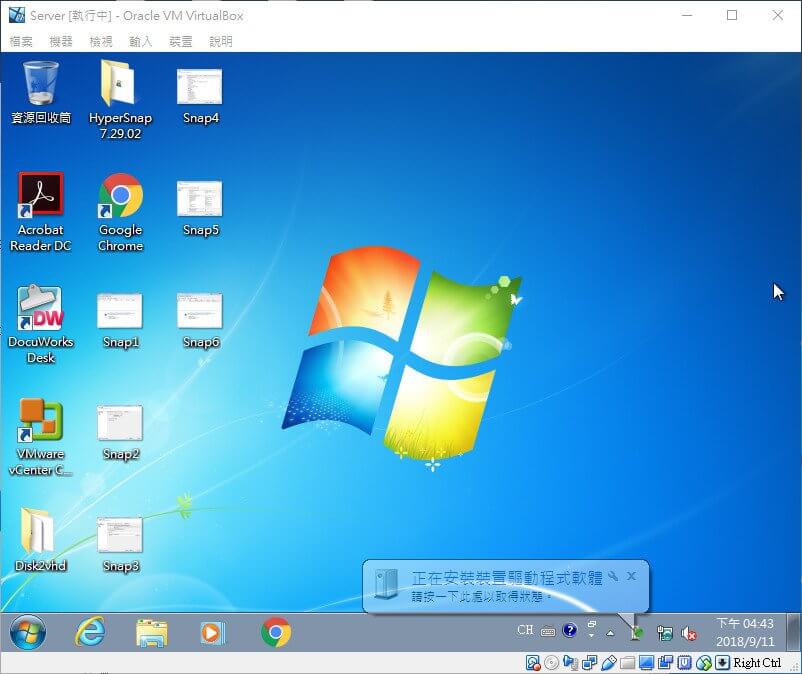 Server [執行中] - Oracle VM VirtualBox
檔案 機器 檢視 輸入 裝置 說明
資源回收筒
HyperSnap 7.29.02
Snap4
Acrobat Reader DC
Google Chrome
Snap5
DW
DocuWorks Desk
Snap1
Snap6
VMware vCenter C...
Snap2
Disk2vhd
Snap3
正在安裝裝置驅動程式軟體
請按一下此處以取得狀態。
CH
下午 04:43
2018/9/11
Right Ctrl